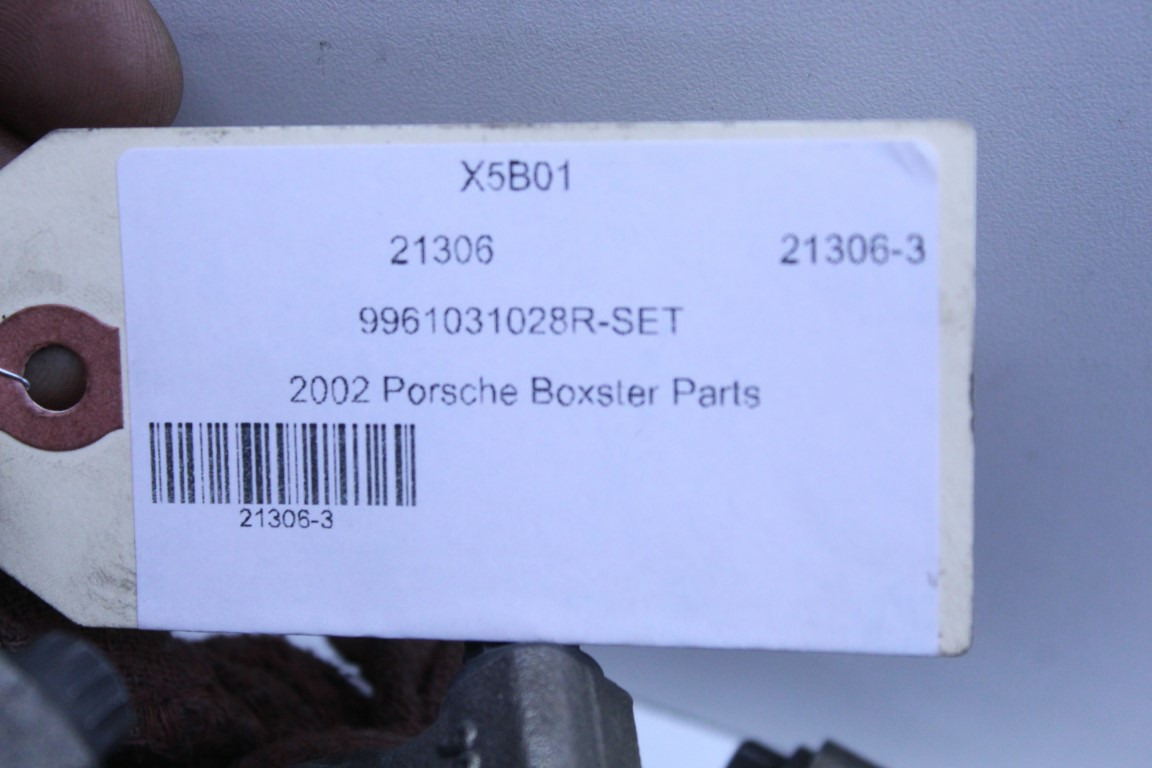 X5B01
21306 21306-3
9961031028R-SET
2002 Porsche Boxster Parts
21306-3